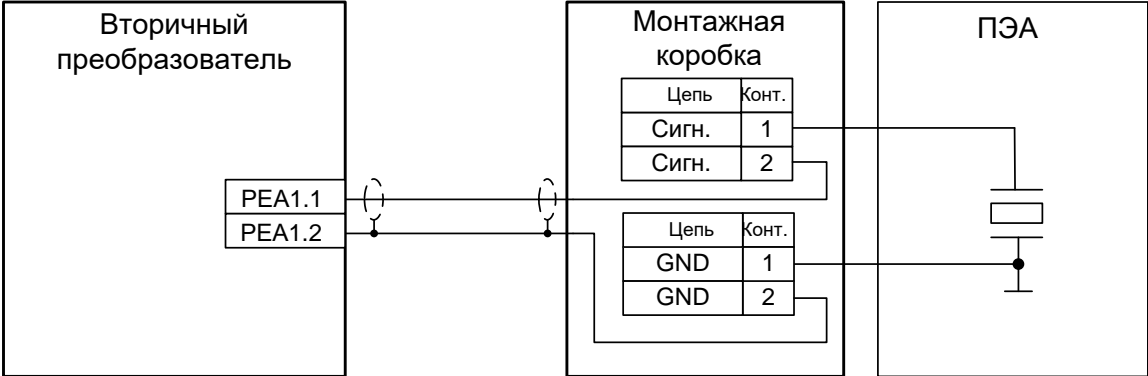 Вторичный
преобразователь
PEA1.1
PEA1.2
Монтажная
коробка
Цепь Конт.
Сигн. 1
Сигн. 2
Цепь Конт.
GND 1
GND 2
ПЭА